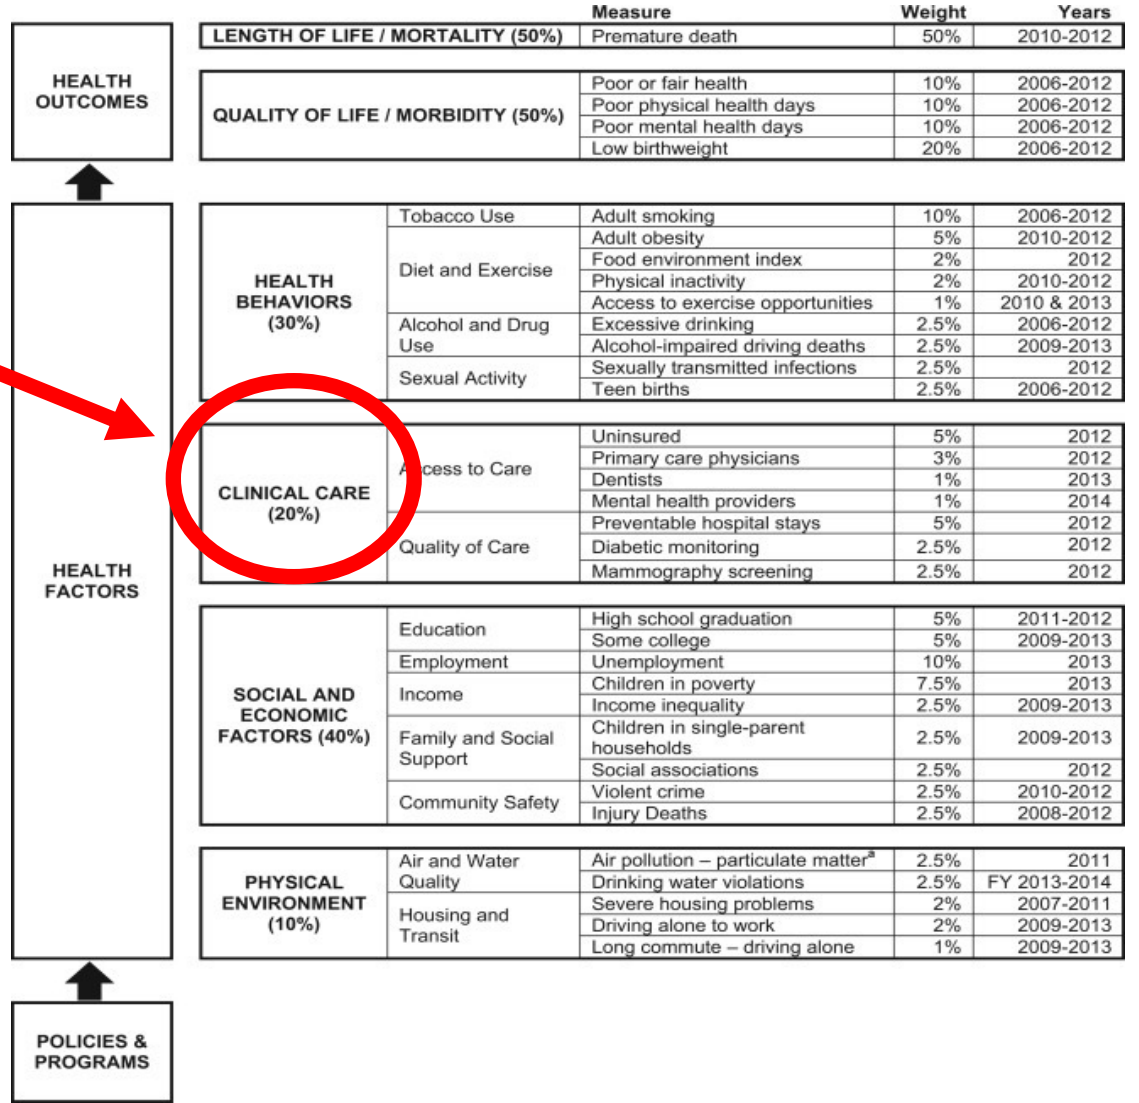 Measure Weight Years
LENGTH OF LIFE / MORTALITY (50%) Premature death 50% 2010-2012
HEALTH OUTCOMES
QUALITY OF LIFE / MORBIDITY (50%)
Poor or fair health 10% 2006-2012
Poor physical health days 10% 2006-2012
Poor mental health days 10% 2006-2012
Low birthweight 20% 2006-2012
HEALTH FACTORS
HEALTH BEHAVIORS (30%)
Tobacco Use Adult smoking 10% 2006-2012
Diet and Exercise Adult obesity 5% 2010-2012
Food environment index 2% 2012
Physical inactivity 2% 2010-2012
Access to exercise opportunities 1% 2010 & 2013
Alcohol and Drug Use Excessive drinking 2.5% 2006-2012
Alcohol-impaired driving deaths 2.5% 2009-2013
Sexual Activity Sexually transmitted infections 2.5% 2012
Teen births 2.5% 2006-2012
CLINICAL CARE (20%)
Access to Care Uninsured 5% 2012
Primary care physicians 3% 2012
Dentists 1% 2013
Mental health providers 1% 2014
Quality of Care Preventable hospital stays 5% 2012
Diabetic monitoring 2.5% 2012
Mammography screening 2.5% 2012
SOCIAL AND ECONOMIC FACTORS (40%)
Education High school graduation 5% 2011-2012
Some college 5% 2009-2013
Employment Unemployment 10% 2013
Income Children in poverty 7.5% 2013
Income inequality 2.5% 2009-2013
Family and Social Support Children in single-parent households 2.5% 2009-2013
Social associations 2.5% 2012
Community Safety Violent crime 2.5% 2010-2012
Injury Deaths 2.5% 2008-2012
PHYSICAL ENVIRONMENT (10%)
Air and Water Quality Air pollution – particulate matterᵃ 2.5% 2011
Drinking water violations 2.5% FY 2013-2014
Housing and Transit Severe housing problems 2% 2007-2011
Driving alone to work 2% 2009-2013
Long commute – driving alone 1% 2009-2013
POLICIES & PROGRAMS